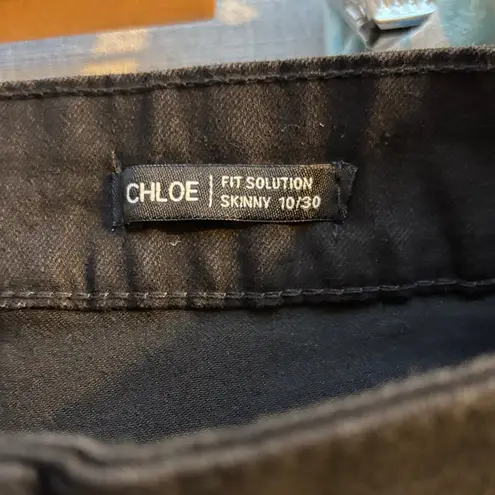 CHLOE | FIT SOLUTION
SKINNY 10/30